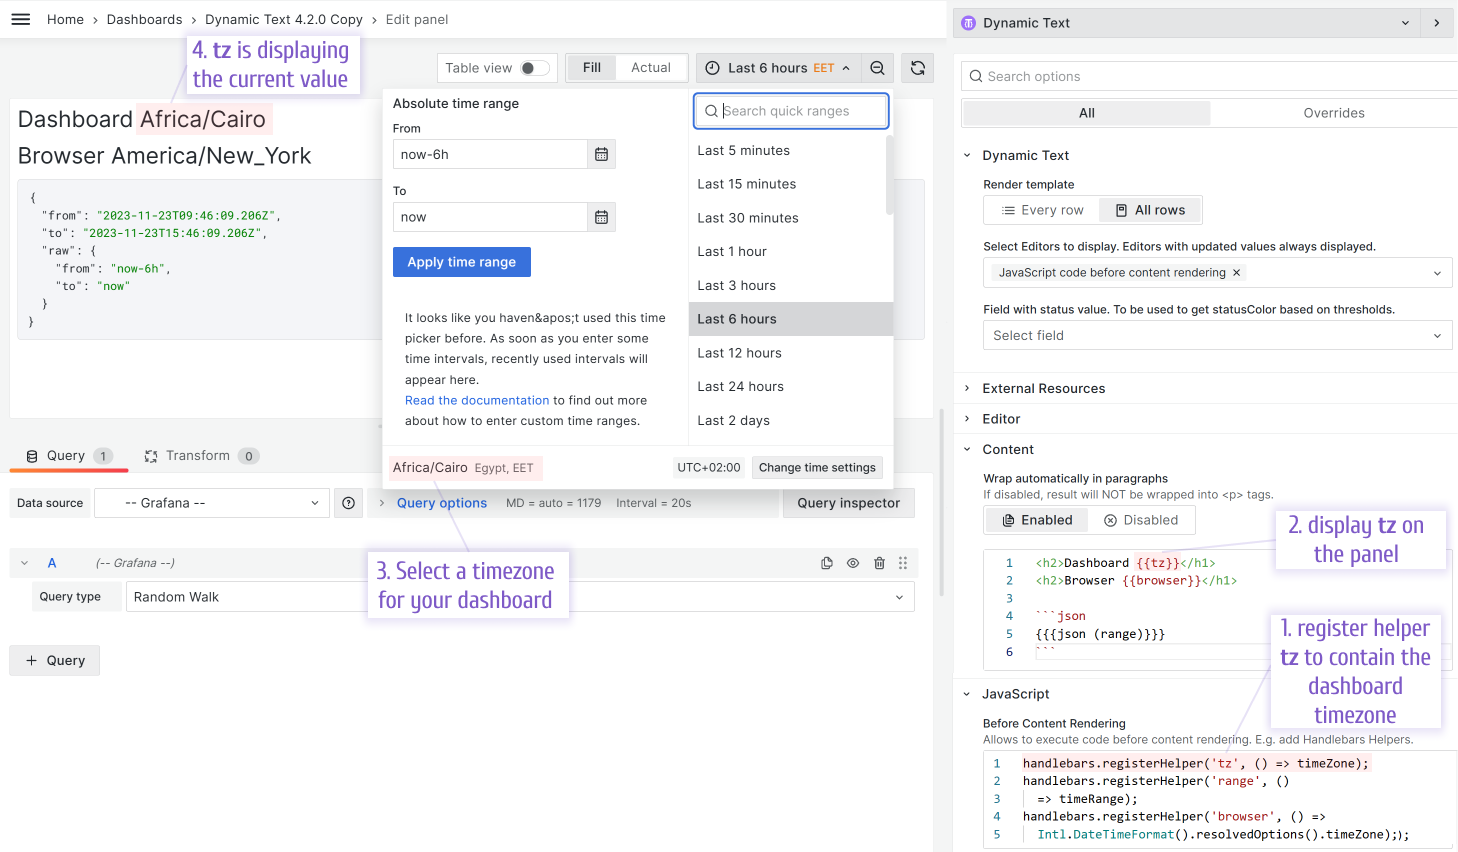 Home › Dashboards › Dynamic Text 4.2.0 Copy › Edit panel
4. tz is displaying
the current value
Table view
Fill
Actual
Last 6 hours EET
Dashboard Africa/Cairo
Browser America/New_York
{
"from": "2023-11-23T09:46:09.206Z",
"to": "2023-11-23T15:46:09.206Z",
"raw": {
"from": "now-6h",
"to": "now"
}
}
Absolute time range
From
now-6h
To
now
Apply time range
It looks like you haven&apos;t used this time
picker before. As soon as you enter some
time intervals, recently used intervals will
appear here.
Read the documentation to find out more
about how to enter custom time ranges.
Search quick ranges
Last 5 minutes
Last 15 minutes
Last 30 minutes
Last 1 hour
Last 3 hours
Last 6 hours
Last 12 hours
Last 24 hours
Last 2 days
Africa/Cairo Egypt, EET
UTC+02:00
Change time settings
Query 1
Transform 0
Data source
-- Grafana --
Query options
MD = auto = 1179
Interval = 20s
Query inspector
A
(-- Grafana --)
3. Select a timezone
for your dashboard
Query type
Random Walk
+ Query
Dynamic Text
Search options
All
Overrides
Dynamic Text
Render template
Every row
All rows
Select Editors to display. Editors with updated values always displayed.
JavaScript code before content rendering ×
Field with status value. To be used to get statusColor based on thresholds.
Select field
External Resources
Editor
Content
Wrap automatically in paragraphs
If disabled, result will NOT be wrapped into <p> tags.
Enabled
Disabled
2. display tz on
the panel
1 <h2>Dashboard {{tz}}</h1>
2 <h2>Browser {{browser}}</h1>
3
4 ```json
5 {{{json (range)}}}
6 ```
1. register helper
tz to contain the
dashboard
timezone
JavaScript
Before Content Rendering
Allows to execute code before content rendering. E.g. add Handlebars Helpers.
1 handlebars.registerHelper('tz', () => timeZone);
2 handlebars.registerHelper('range', ()
3 => timeRange);
4 handlebars.registerHelper('browser', () =>
5 Intl.DateTimeFormat().resolvedOptions().timeZone););